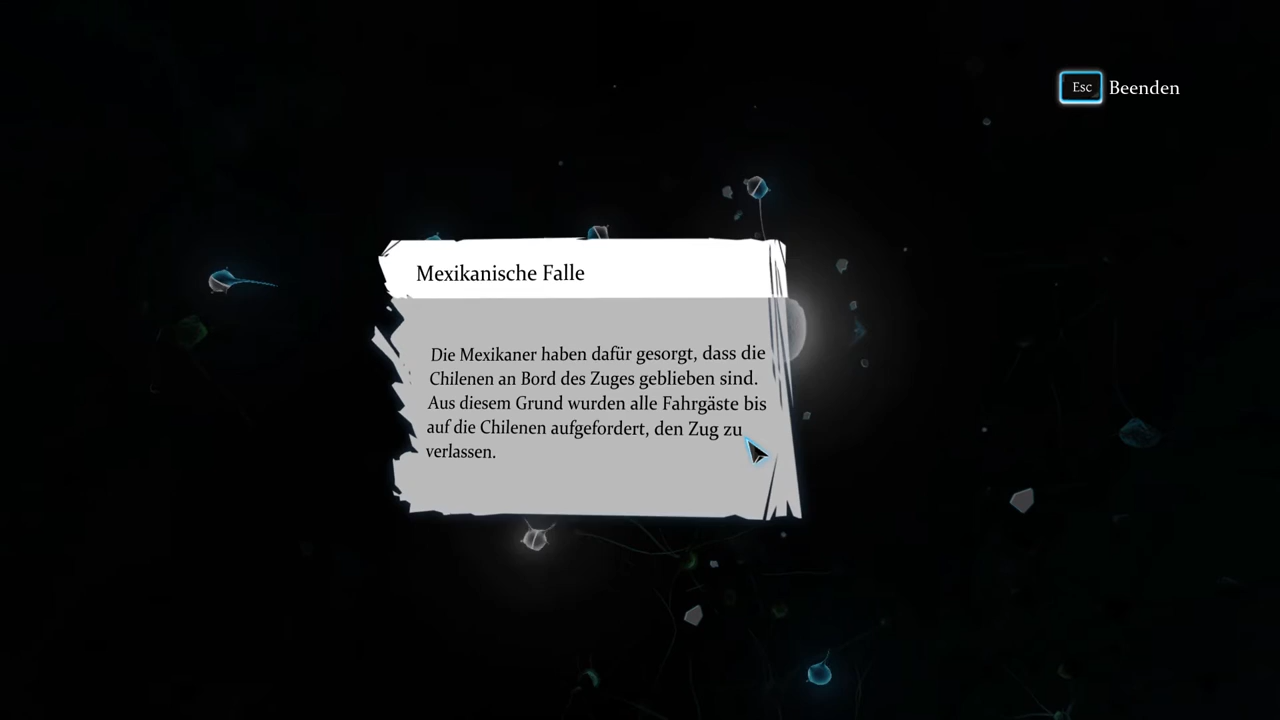 Esc Beenden
Mexikanische Falle
Die Mexikaner haben dafür gesorgt, dass die
Chilenen an Bord des Zuges geblieben sind.
Aus diesem Grund wurden alle Fahrgäste bis
auf die Chilenen aufgefordert, den Zug zu
verlassen.